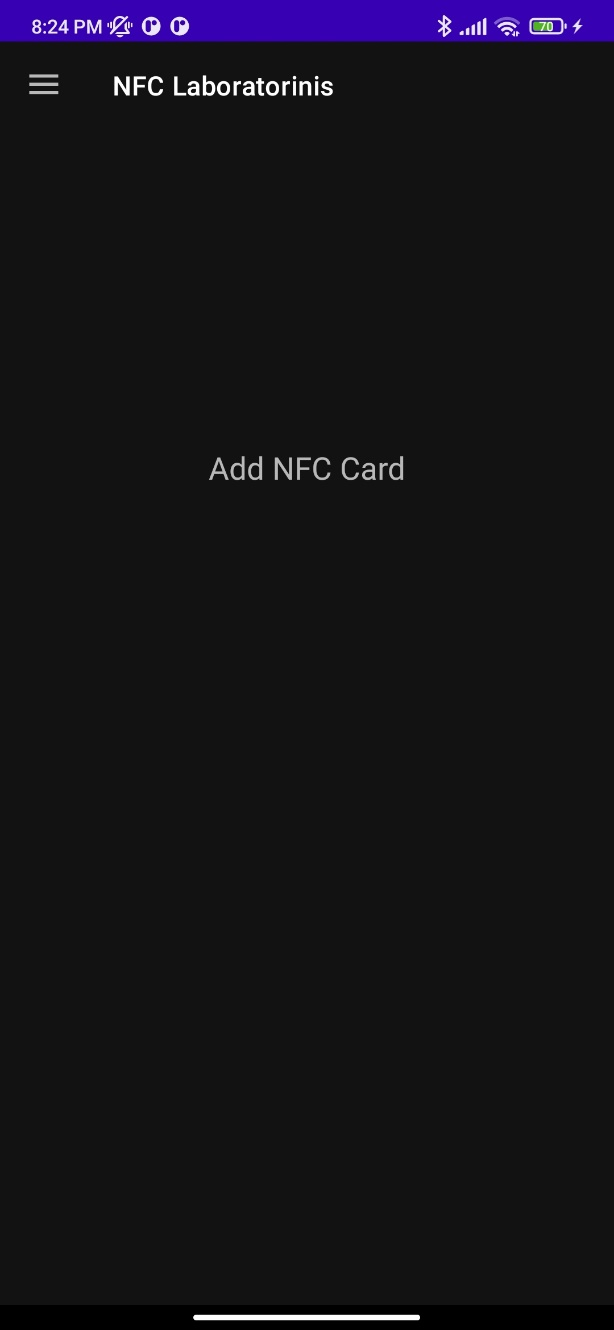 8:24 PM 70
NFC Laboratorinis
Add NFC Card